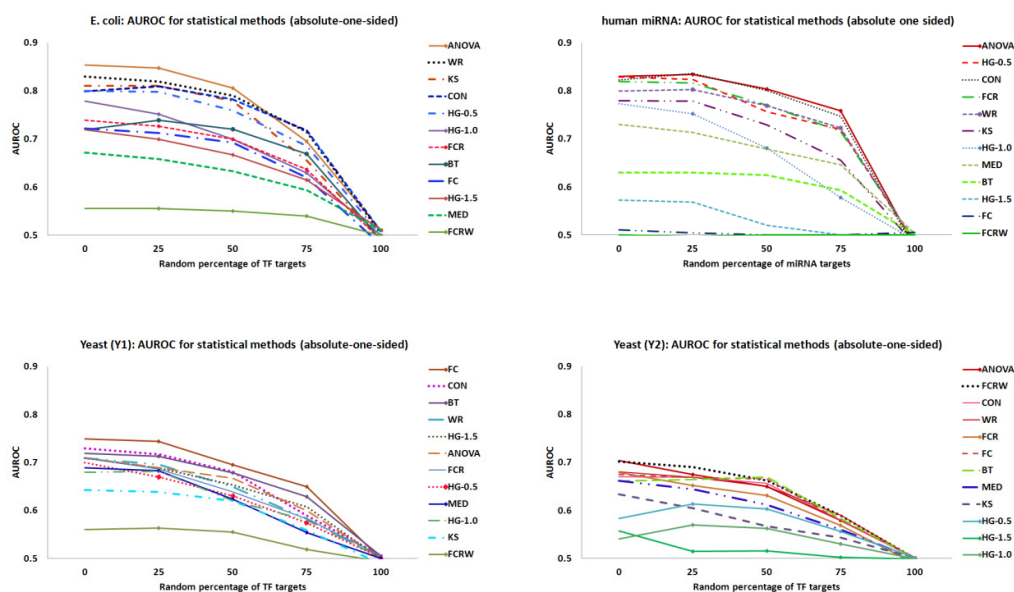 E. coli: AUROC for statistical methods (absolute-one-sided)
0.9
0.8
0.7
0.6
0.5
AUROC
0
25
50
75
100
Random percentage of TF targets
ANOVA
WR
KS
CON
HG-0.5
HG-1.0
FCR
BT
FC
HG-1.5
MED
FCRW
human miRNA: AUROC for statistical methods (absolute one sided)
0.9
0.8
0.7
0.6
0.5
AUROC
0
25
50
75
100
Random percentage of miRNA targets
ANOVA
HG-0.5
CON
FCR
WR
KS
HG-1.0
MED
BT
HG-1.5
FC
FCRW
Yeast (Y1): AUROC for statistical methods (absolute-one-sided)
0.9
0.8
0.7
0.6
0.5
AUROC
0
25
50
75
100
Random percentage of TF targets
FC
CON
BT
WR
HG-1.5
ANOVA
FCR
HG-0.5
MED
HG-1.0
KS
FCRW
Yeast (Y2): AUROC for statistical methods (absolute-one-sided)
0.9
0.8
0.7
0.6
0.5
AUROC
0
25
50
75
100
Random percentage of TF targets
ANOVA
FCRW
CON
WR
FCR
FC
BT
MED
KS
HG-0.5
HG-1.5
HG-1.0